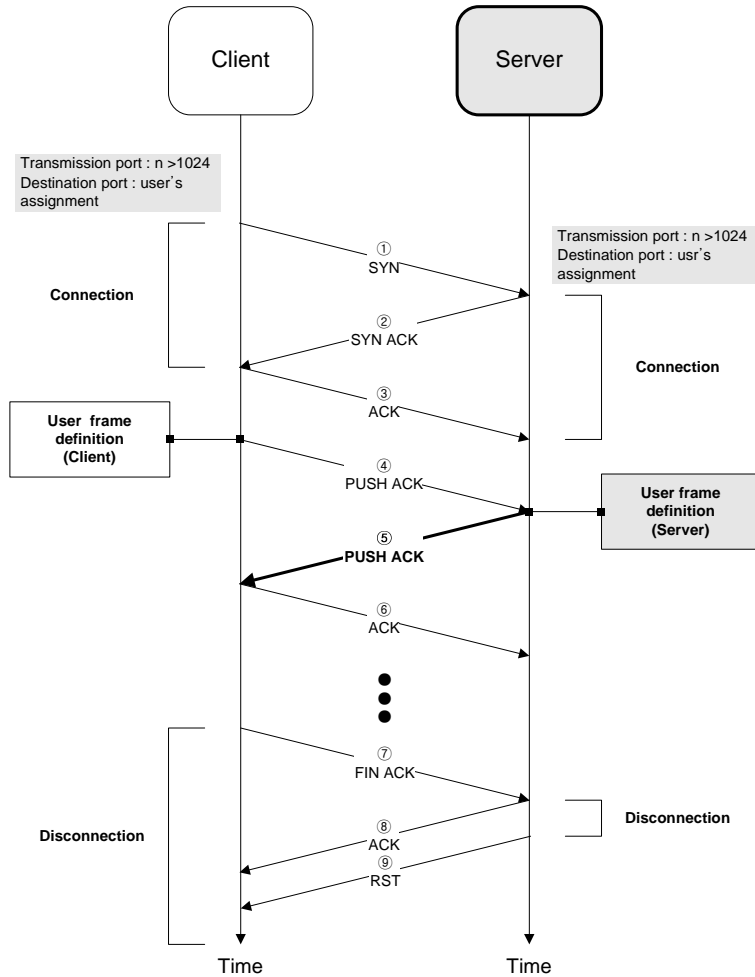 Client
Server
Transmission port : n >1024
Destination port : user's
assignment
①
SYN
Transmission port : n >1024
Destination port : usr's
assignment
Connection
②
SYN ACK
Connection
③
ACK
User frame
definition
(Client)
④
PUSH ACK
User frame
definition
(Server)
⑤
PUSH ACK
⑥
ACK
⑦
FIN ACK
Disconnection
⑧
ACK
Disconnection
⑨
RST
Time
Time